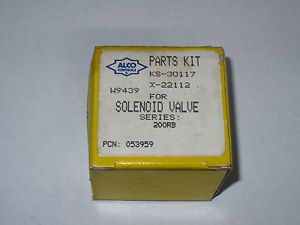 ALCO
CONTROLS
PARTS KIT
KS-30117
W9439 X-22112
FOR
SOLENOID VALVE
SERIES:
200RB
PCN: 053959